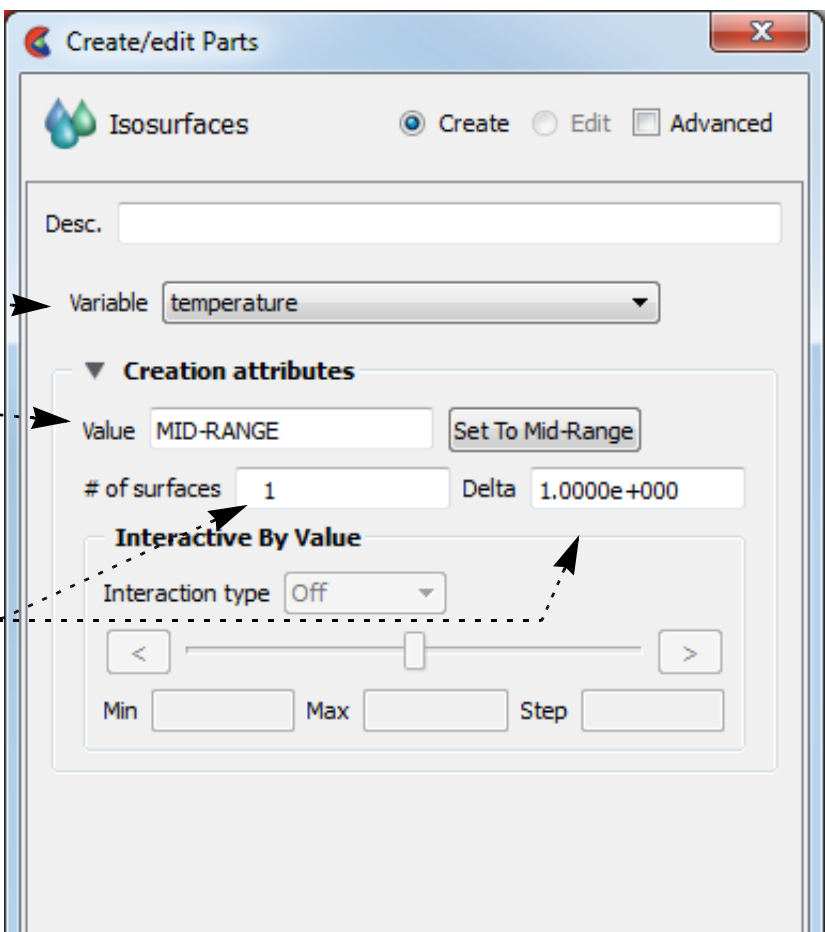 Create/edit Parts
x
Isosurfaces Create Edit Advanced
Desc.
Variable temperature
Creation attributes
Value MID-RANGE Set To Mid-Range
# of surfaces 1 Delta 1.0000e+000
Interactive By Value
Interaction type Off
< >
Min Max Step